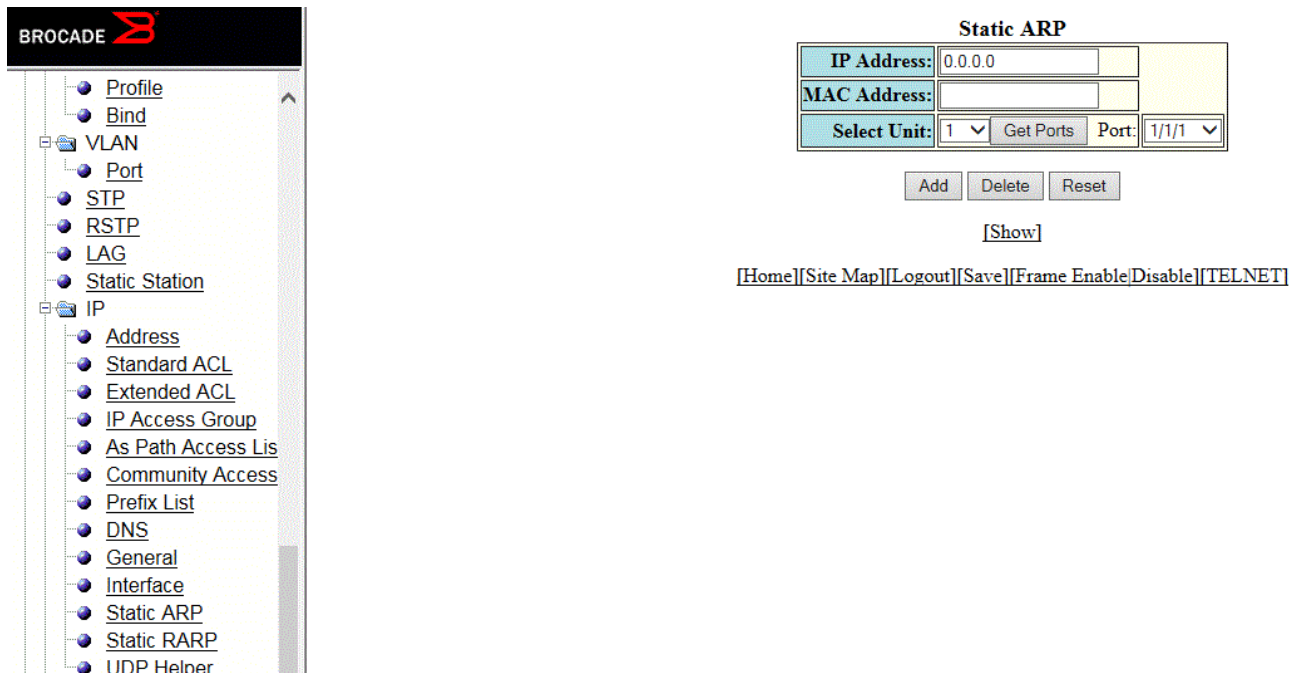 BROCADE
Profile
Bind
VLAN
Port
STP
RSTP
LAG
Static Station
IP
Address
Standard ACL
Extended ACL
IP Access Group
As Path Access Lis
Community Access
Prefix List
DNS
General
Interface
Static ARP
Static RARP
UDP Helper
Static ARP
IP Address: 0.0.0.0
MAC Address:
Select Unit: 1 Get Ports Port: 1/1/1
Add Delete Reset
[Show]
[Home][Site Map][Logout][Save][Frame Enable|Disable][TELNET]